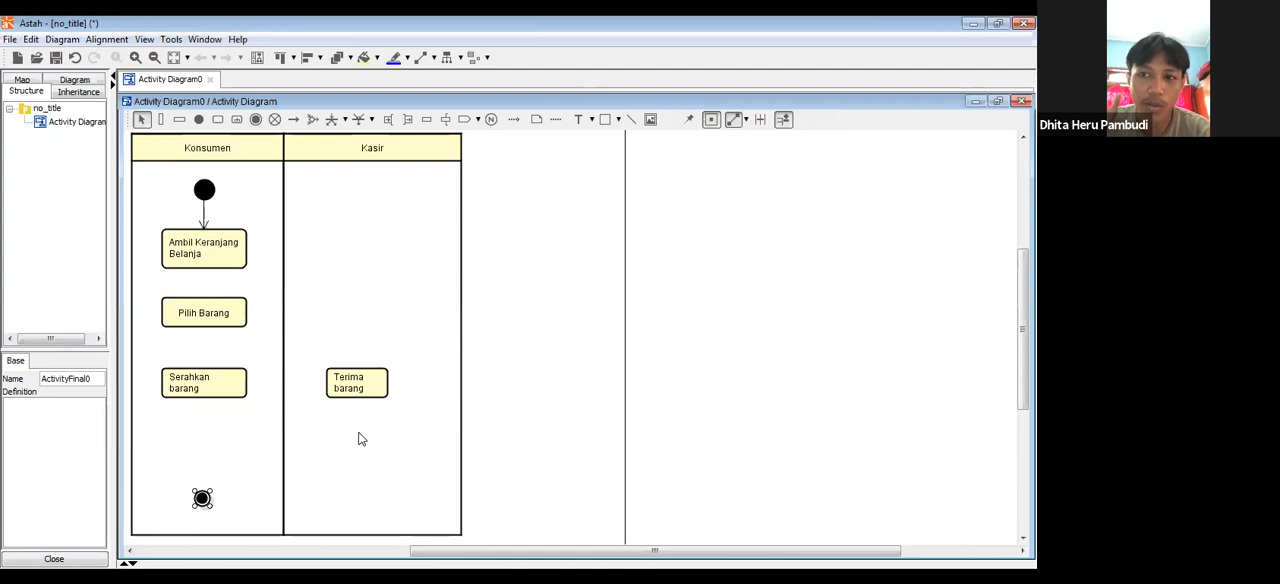 Astah - [no_title] (*)
File Edit Diagram Alignment View Tools Window Help
Map Diagram
Structure Inheritance
no_title
Activity Diagran
Base
Name ActivityFinal0
Definition
Close
Activity Diagram0
Activity Diagram0 / Activity Diagram
T
N
Konsumen Kasir
Ambil Keranjang
Belanja
Pilih Barang
Serahkan
barang
Terima
barang
Dhita Heru Pambudi